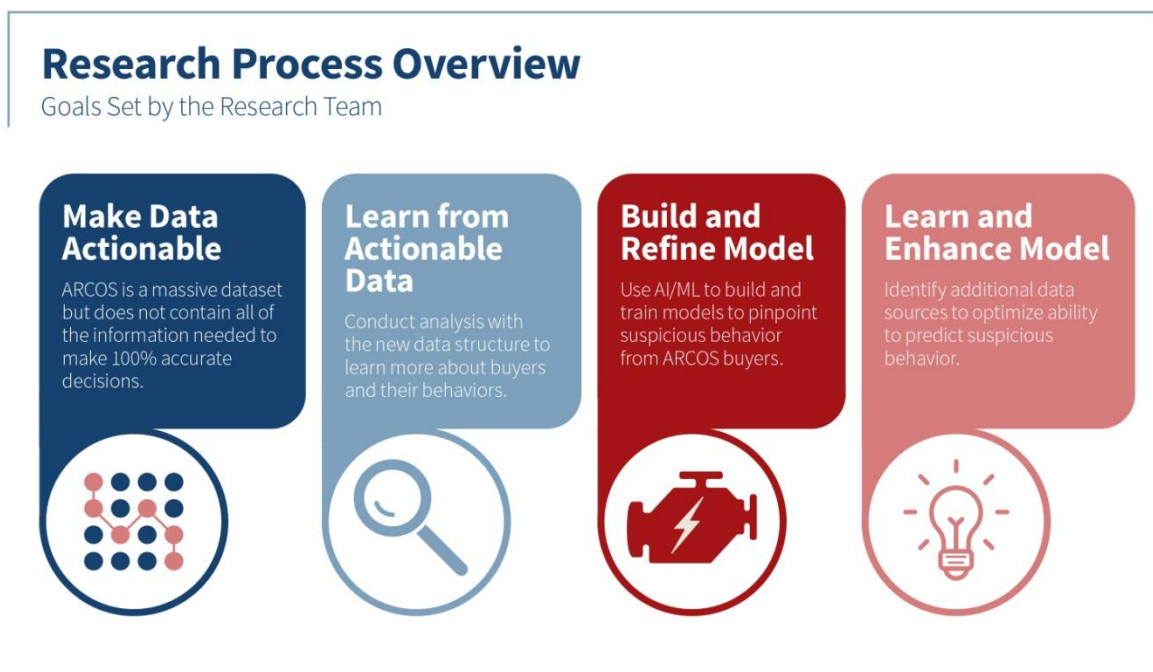 Research Process Overview
Goals Set by the Research Team
Make Data
Actionable
ARCOS is a massive dataset
but does not contain all of
the information needed to
make 100% accurate
decisions.
Learn from
Actionable
Data
Conduct analysis with
the new data structure to
learn more about buyers
and their behaviors.
Build and
Refine Model
Use AI/ML to build and
train models to pinpoint
suspicious behavior
from ARCOS buyers.
Learn and
Enhance Model
Identify additional data
sources to optimize ability
to predict suspicious
behavior.